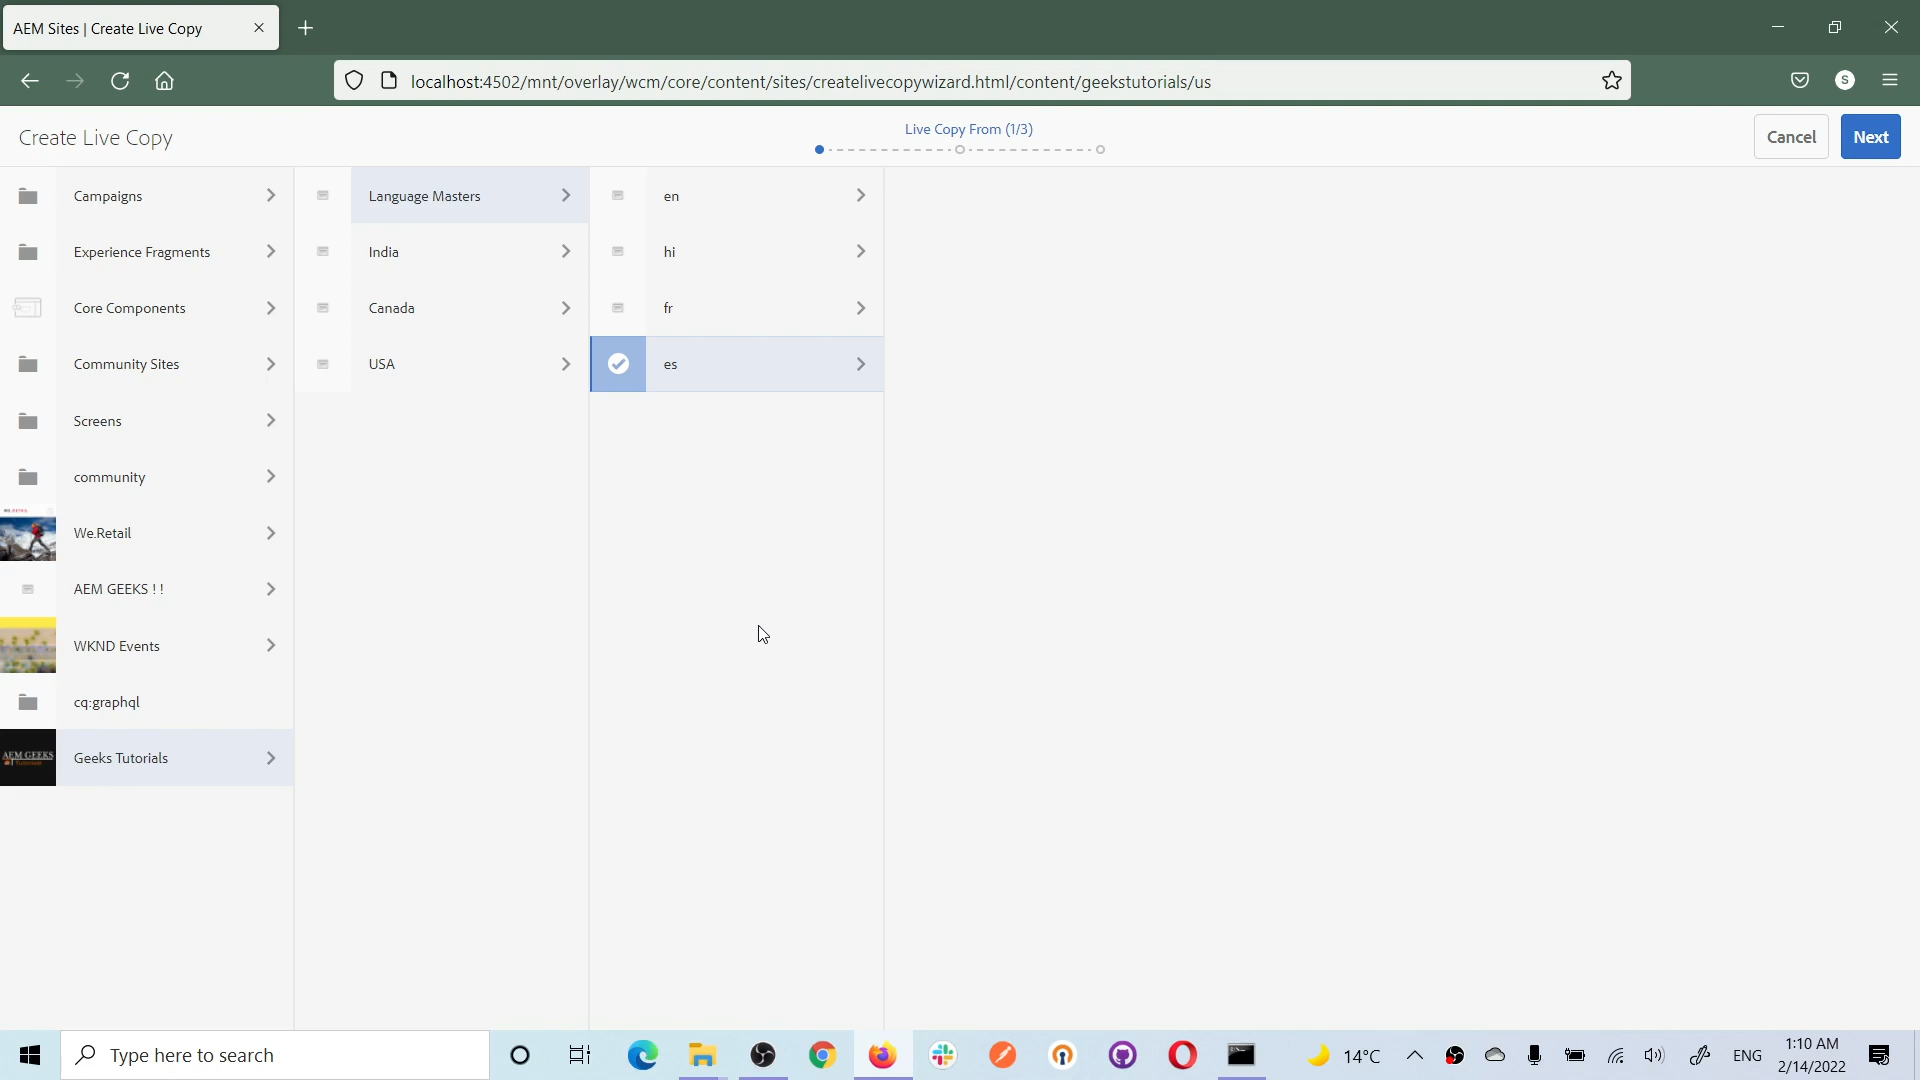 AEM Sites | Create Live Copy
localhost:4502/mnt/overlay/wcm/core/content/sites/createlivecopywizard.html/content/geekstutorials/us
S
Create Live Copy
Live Copy From (1/3)
Cancel
Next
Campaigns
Experience Fragments
Core Components
Community Sites
Screens
community
We.Retail
AEM GEEKS ! !
WKND Events
cq:graphql
AEM GEEKS
Tutorials
Geeks Tutorials
Language Masters
India
Canada
USA
en
hi
fr
es
Type here to search
14°C
ENG
1:10 AM
2/14/2022